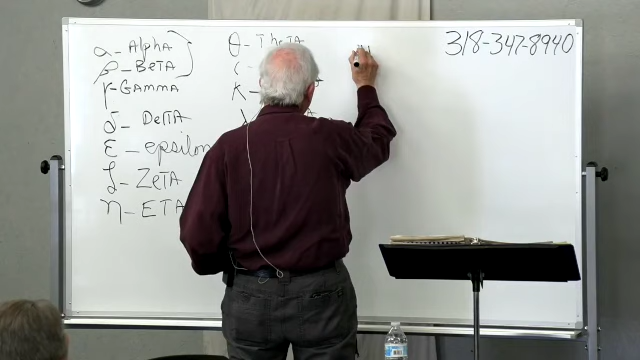 α - Alpha
β - BeTA
γ - GAMMA
δ - DelTA
ε - epsilon
ζ - ZeTA
η - ETA
θ - TheTA
ι -
κ -
λ
318-347-8940